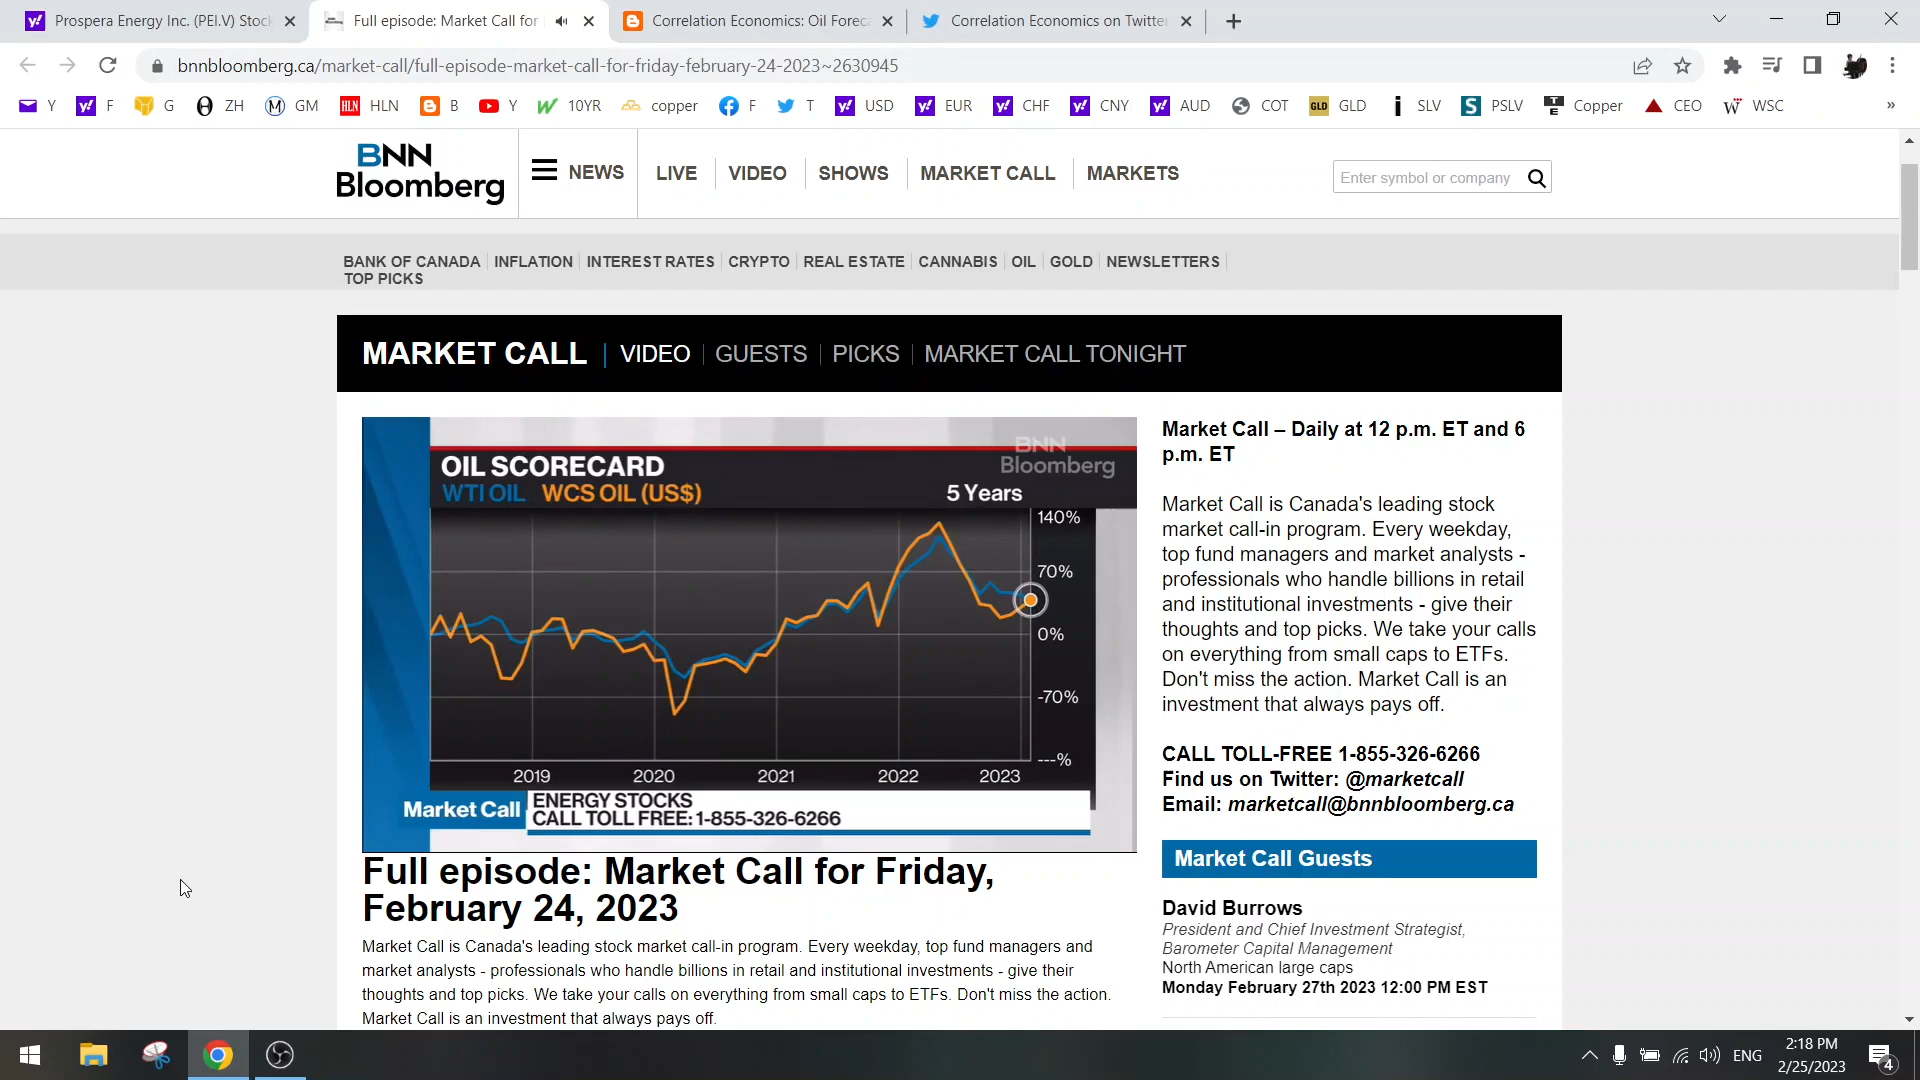 Prospera Energy Inc. (PEI.V) Stoc
Full episode: Market Call for
Correlation Economics: Oil Foreca
Correlation Economics on Twitte
bnnbloomberg.ca/market-call/full-episode-market-call-for-friday-february-24-2023~2630945
Y F G ZH GM HLN B Y 10YR copper F T USD EUR CHF CNY AUD COT GLD SLV PSLV Copper CEO WSC »
BNN
Bloomberg
NEWS LIVE VIDEO SHOWS MARKET CALL MARKETS
Enter symbol or company
BANK OF CANADA INFLATION INTEREST RATES CRYPTO REAL ESTATE CANNABIS OIL GOLD NEWSLETTERS
TOP PICKS
MARKET CALL | VIDEO GUESTS PICKS MARKET CALL TONIGHT
BNN
Bloomberg
OIL SCORECARD
WTI OIL WCS OIL (US$) 5 Years
140%
70%
0%
-70%
---%
2019 2020 2021 2022 2023
Market Call
ENERGY STOCKS
CALL TOLL FREE: 1-855-326-6266
Full episode: Market Call for Friday,
February 24, 2023
Market Call is Canada's leading stock market call-in program. Every weekday, top fund managers and
market analysts - professionals who handle billions in retail and institutional investments - give their
thoughts and top picks. We take your calls on everything from small caps to ETFs. Don't miss the action.
Market Call is an investment that always pays off.
Market Call – Daily at 12 p.m. ET and 6
p.m. ET
Market Call is Canada's leading stock
market call-in program. Every weekday,
top fund managers and market analysts -
professionals who handle billions in retail
and institutional investments - give their
thoughts and top picks. We take your calls
on everything from small caps to ETFs.
Don't miss the action. Market Call is an
investment that always pays off.
CALL TOLL-FREE 1-855-326-6266
Find us on Twitter: @marketcall
Email: marketcall@bnnbloomberg.ca
Market Call Guests
David Burrows
President and Chief Investment Strategist,
Barometer Capital Management
North American large caps
Monday February 27th 2023 12:00 PM EST
ENG
2:18 PM
2/25/2023
4